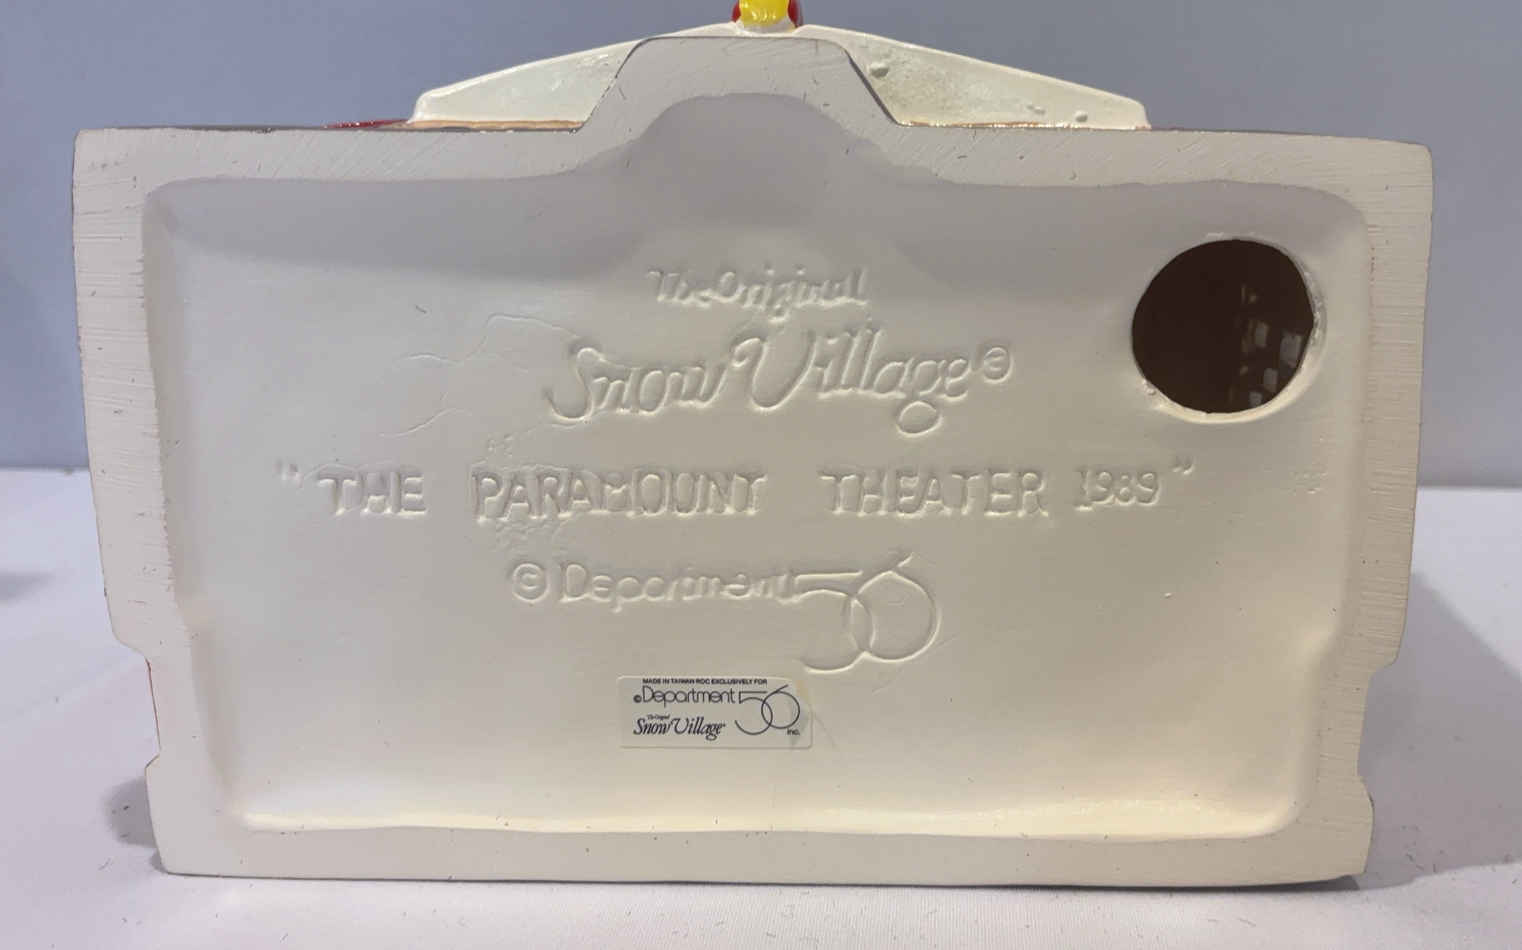 The Original
Snow Village©
"THE PARAMOUNT THEATER 1989"
© Department 56
MADE IN TAIWAN ROC EXCLUSIVELY FOR
©Department 56 inc.
The Original
Snow Village